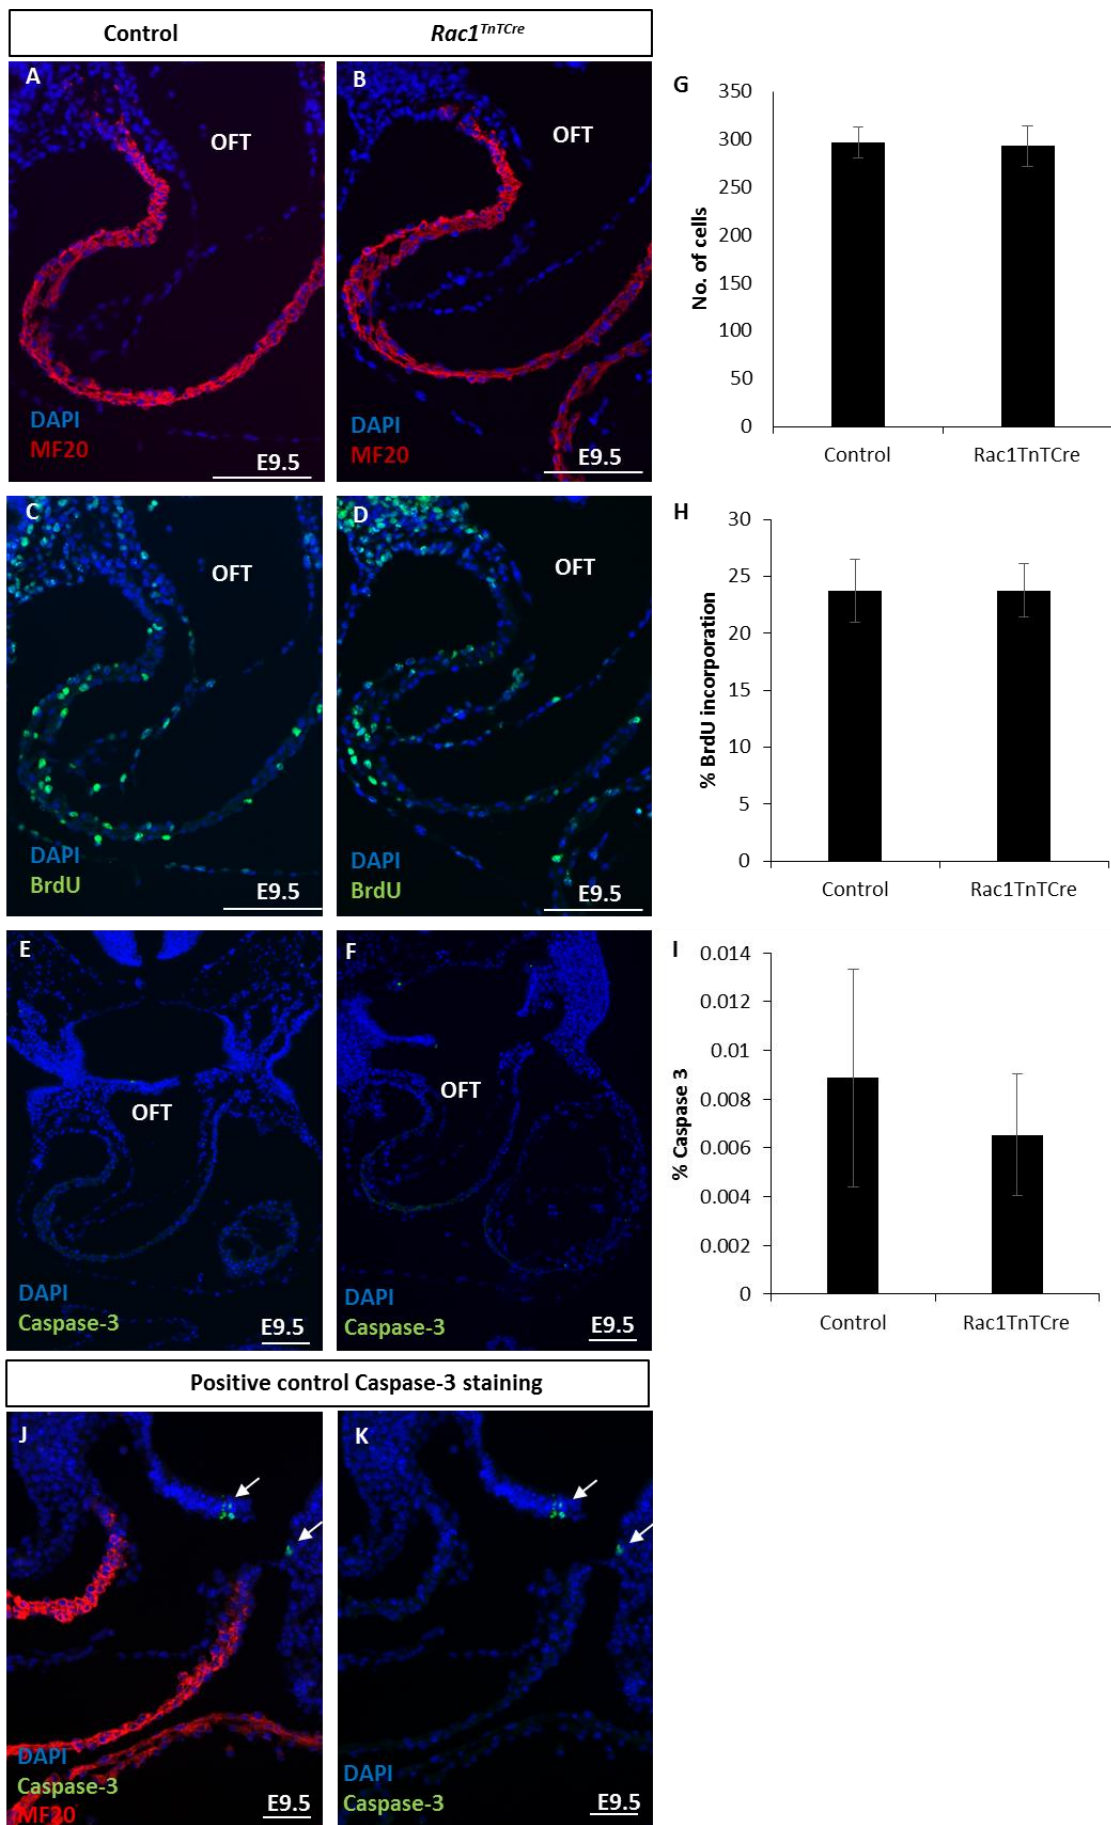 Control Rac1TnTCre
A
OFT
DAPI
MF20
E9.5
B
OFT
DAPI
MF20
E9.5
G
350
300
250
200
150
100
50
0
No. of cells
Control Rac1TnTCre
C
OFT
DAPI
BrdU
E9.5
D
OFT
DAPI
BrdU
E9.5
H
30
25
20
15
10
5
0
% BrdU incorporation
Control Rac1TnTCre
E
OFT
DAPI
Caspase-3
E9.5
F
OFT
DAPI
Caspase-3
E9.5
I
0.014
0.012
0.01
0.008
0.006
0.004
0.002
0
% Caspase 3
Control Rac1TnTCre
Positive control Caspase-3 staining
J
DAPI
Caspase-3
MF20
E9.5
K
DAPI
Caspase-3
E9.5